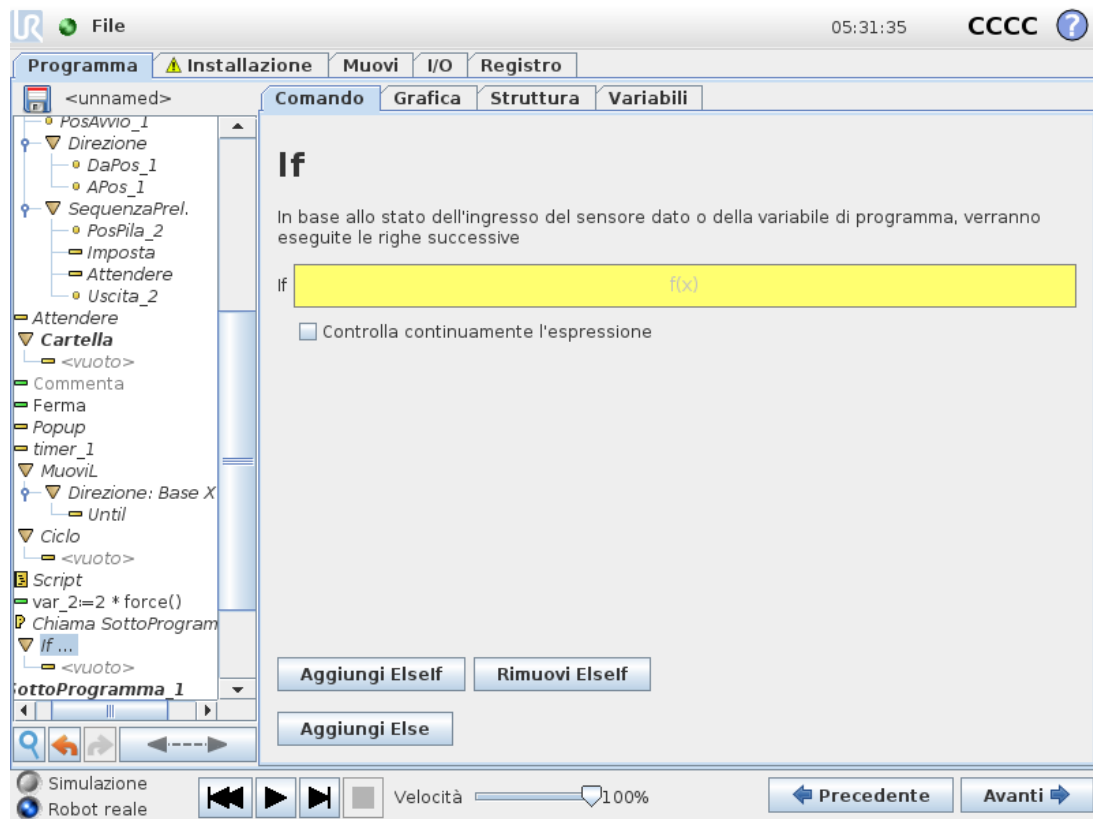 UR File 05:31:35 CCCC ?
Programma Installazione Muovi I/O Registro
<unnamed> Comando Grafica Struttura Variabili
PosAvvio_1
Direzione
DaPos_1
APos_1
SequenzaPrel.
PosPila_2
Imposta
Attendere
Uscita_2
Attendere
Cartella
<vuoto>
Commenta
Ferma
Popup
timer_1
MuoviL
Direzione: Base X
Until
Ciclo
<vuoto>
Script
var_2:=2 * force()
Chiama SottoProgram
If ...
<vuoto>
SottoProgramma_1
If
In base allo stato dell'ingresso del sensore dato o della variabile di programma, verranno
eseguite le righe successive
If f(x)
Controlla continuamente l'espressione
Aggiungi ElseIf Rimuovi ElseIf
Aggiungi Else
Simulazione
Robot reale
Velocità 100%
Precedente Avanti